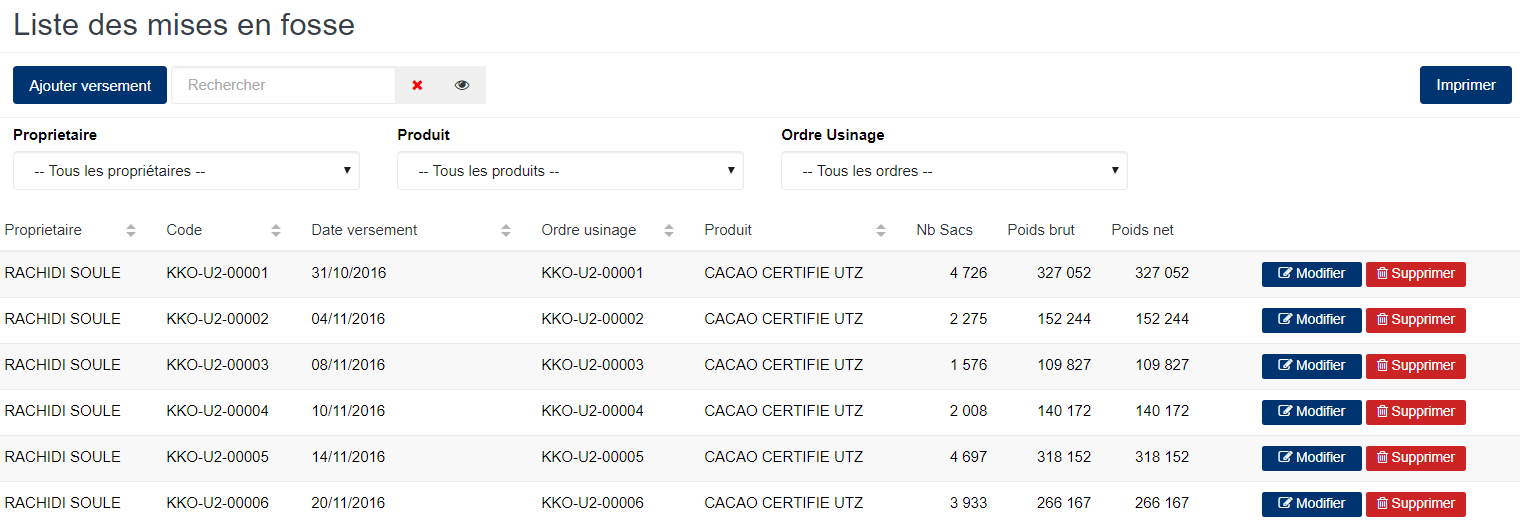 Liste des mises en fosse
Ajouter versement Rechercher Imprimer
Proprietaire Produit Ordre Usinage
-- Tous les propriétaires -- -- Tous les produits -- -- Tous les ordres --
Proprietaire Code Date versement Ordre usinage Produit Nb Sacs Poids brut Poids net
RACHIDI SOULE KKO-U2-00001 31/10/2016 KKO-U2-00001 CACAO CERTIFIE UTZ 4 726 327 052 327 052 Modifier Supprimer
RACHIDI SOULE KKO-U2-00002 04/11/2016 KKO-U2-00002 CACAO CERTIFIE UTZ 2 275 152 244 152 244 Modifier Supprimer
RACHIDI SOULE KKO-U2-00003 08/11/2016 KKO-U2-00003 CACAO CERTIFIE UTZ 1 576 109 827 109 827 Modifier Supprimer
RACHIDI SOULE KKO-U2-00004 10/11/2016 KKO-U2-00004 CACAO CERTIFIE UTZ 2 008 140 172 140 172 Modifier Supprimer
RACHIDI SOULE KKO-U2-00005 14/11/2016 KKO-U2-00005 CACAO CERTIFIE UTZ 4 697 318 152 318 152 Modifier Supprimer
RACHIDI SOULE KKO-U2-00006 20/11/2016 KKO-U2-00006 CACAO CERTIFIE UTZ 3 933 266 167 266 167 Modifier Supprimer